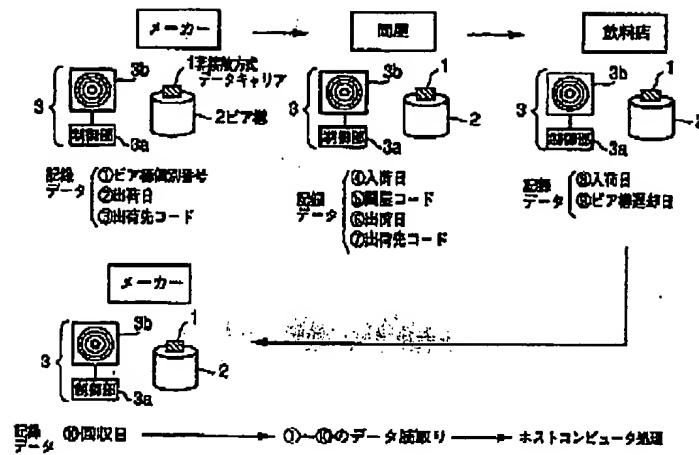 メーカー
問屋
飲料店
3b
1非接触方式
データキャリア
3
2ビア樽
制御部
3a
記録
データ
①ビア樽個別番号
②出荷日
③出荷先コード
3b
1
3
2
制御部
3a
記録
データ
④入荷日
⑤問屋コード
⑥出荷日
⑦出荷先コード
3b
1
3
制御部
3a
記録
データ
⑧入荷日
⑨ビア樽返却日
メーカー
3b
1
3
2
制御部
3a
記録
データ
⑩回収日
①~⑩のデータ読取り
ホストコンピュータ処理